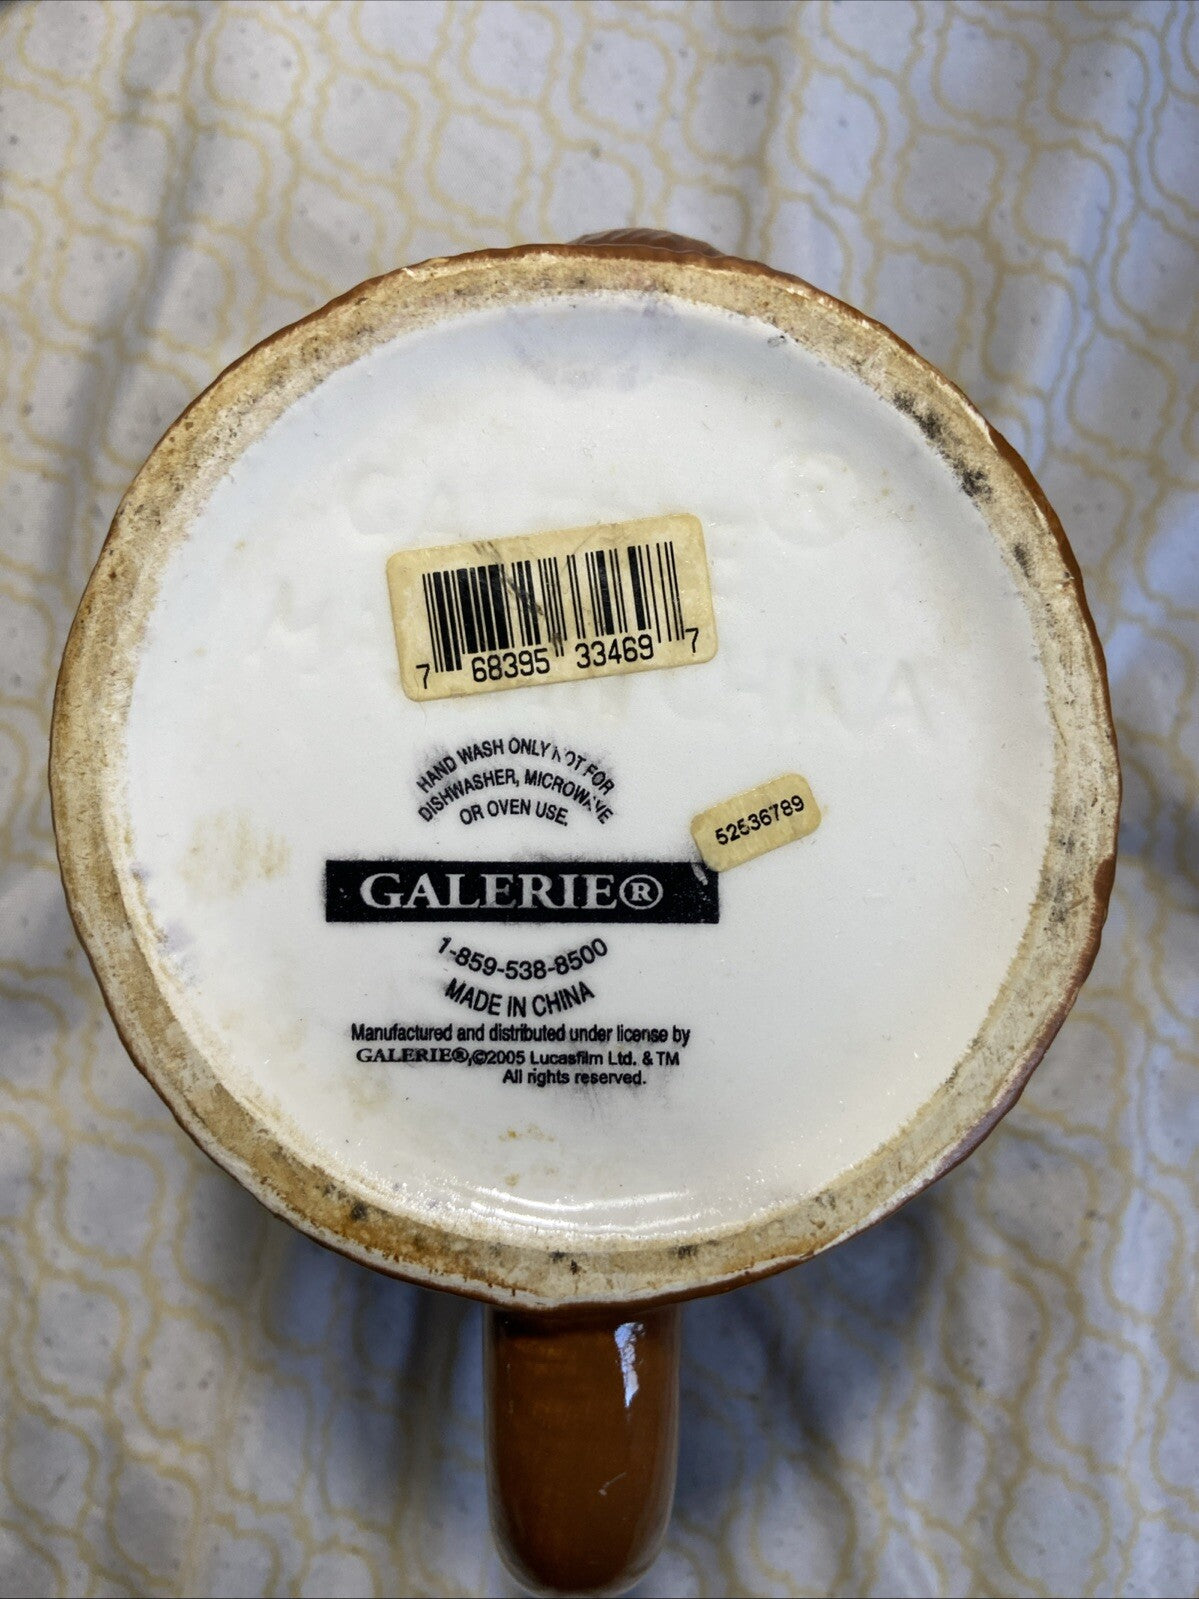 7 68395 33469 7
HAND WASH ONLY NOT FOR
DISHWASHER, MICROWAVE
OR OVEN USE.
52536789
GALERIE®
1-859-538-8500
MADE IN CHINA
Manufactured and distributed under license by
GALERIE®,©2005 Lucasfilm Ltd. & TM
All rights reserved.